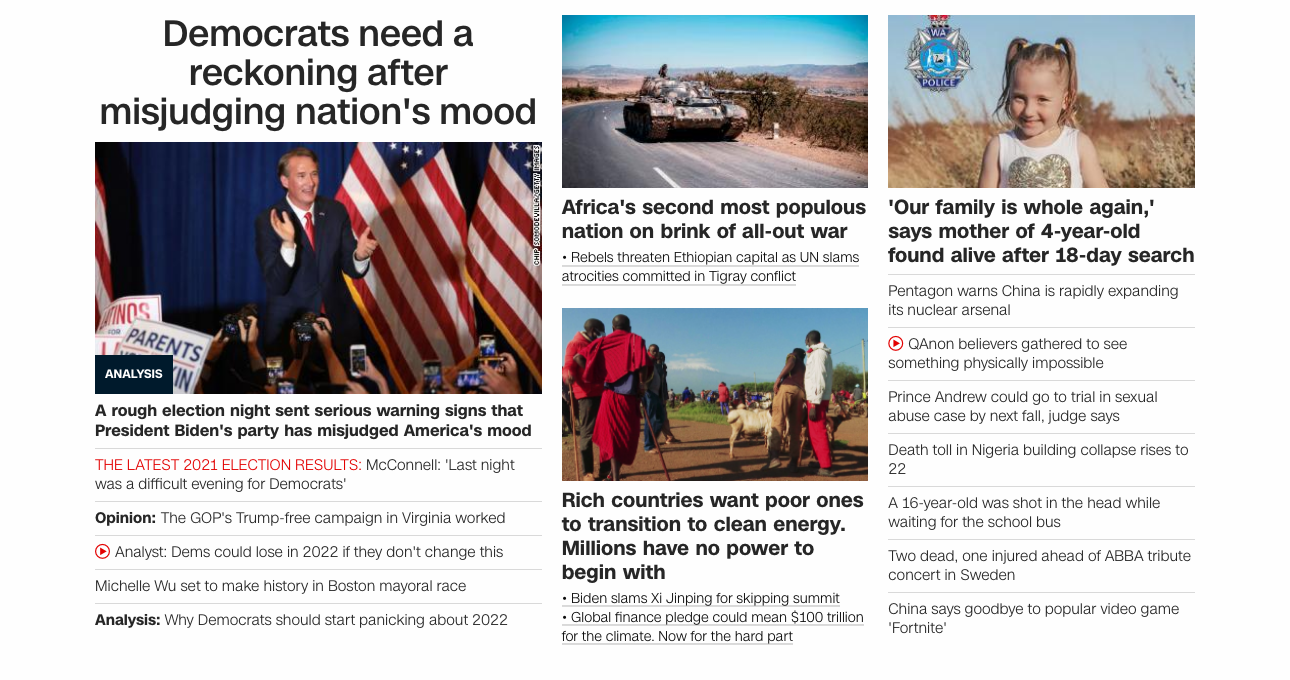 Democrats need a
reckoning after
misjudging nation's mood
CHIP SOMODEVILLA/GETTY IMAGES
LATINOS
FOR
PARENTS
ANALYSIS
A rough election night sent serious warning signs that
President Biden's party has misjudged America's mood
THE LATEST 2021 ELECTION RESULTS: McConnell: 'Last night
was a difficult evening for Democrats'
Opinion: The GOP's Trump-free campaign in Virginia worked
Analyst: Dems could lose in 2022 if they don't change this
Michelle Wu set to make history in Boston mayoral race
Analysis: Why Democrats should start panicking about 2022
Africa's second most populous
nation on brink of all-out war
• Rebels threaten Ethiopian capital as UN slams
atrocities committed in Tigray conflict
Rich countries want poor ones
to transition to clean energy.
Millions have no power to
begin with
• Biden slams Xi Jinping for skipping summit
• Global finance pledge could mean $100 trillion
for the climate. Now for the hard part
WA
POLICE
'Our family is whole again,'
says mother of 4-year-old
found alive after 18-day search
Pentagon warns China is rapidly expanding
its nuclear arsenal
QAnon believers gathered to see
something physically impossible
Prince Andrew could go to trial in sexual
abuse case by next fall, judge says
Death toll in Nigeria building collapse rises to
22
A 16-year-old was shot in the head while
waiting for the school bus
Two dead, one injured ahead of ABBA tribute
concert in Sweden
China says goodbye to popular video game
'Fortnite'